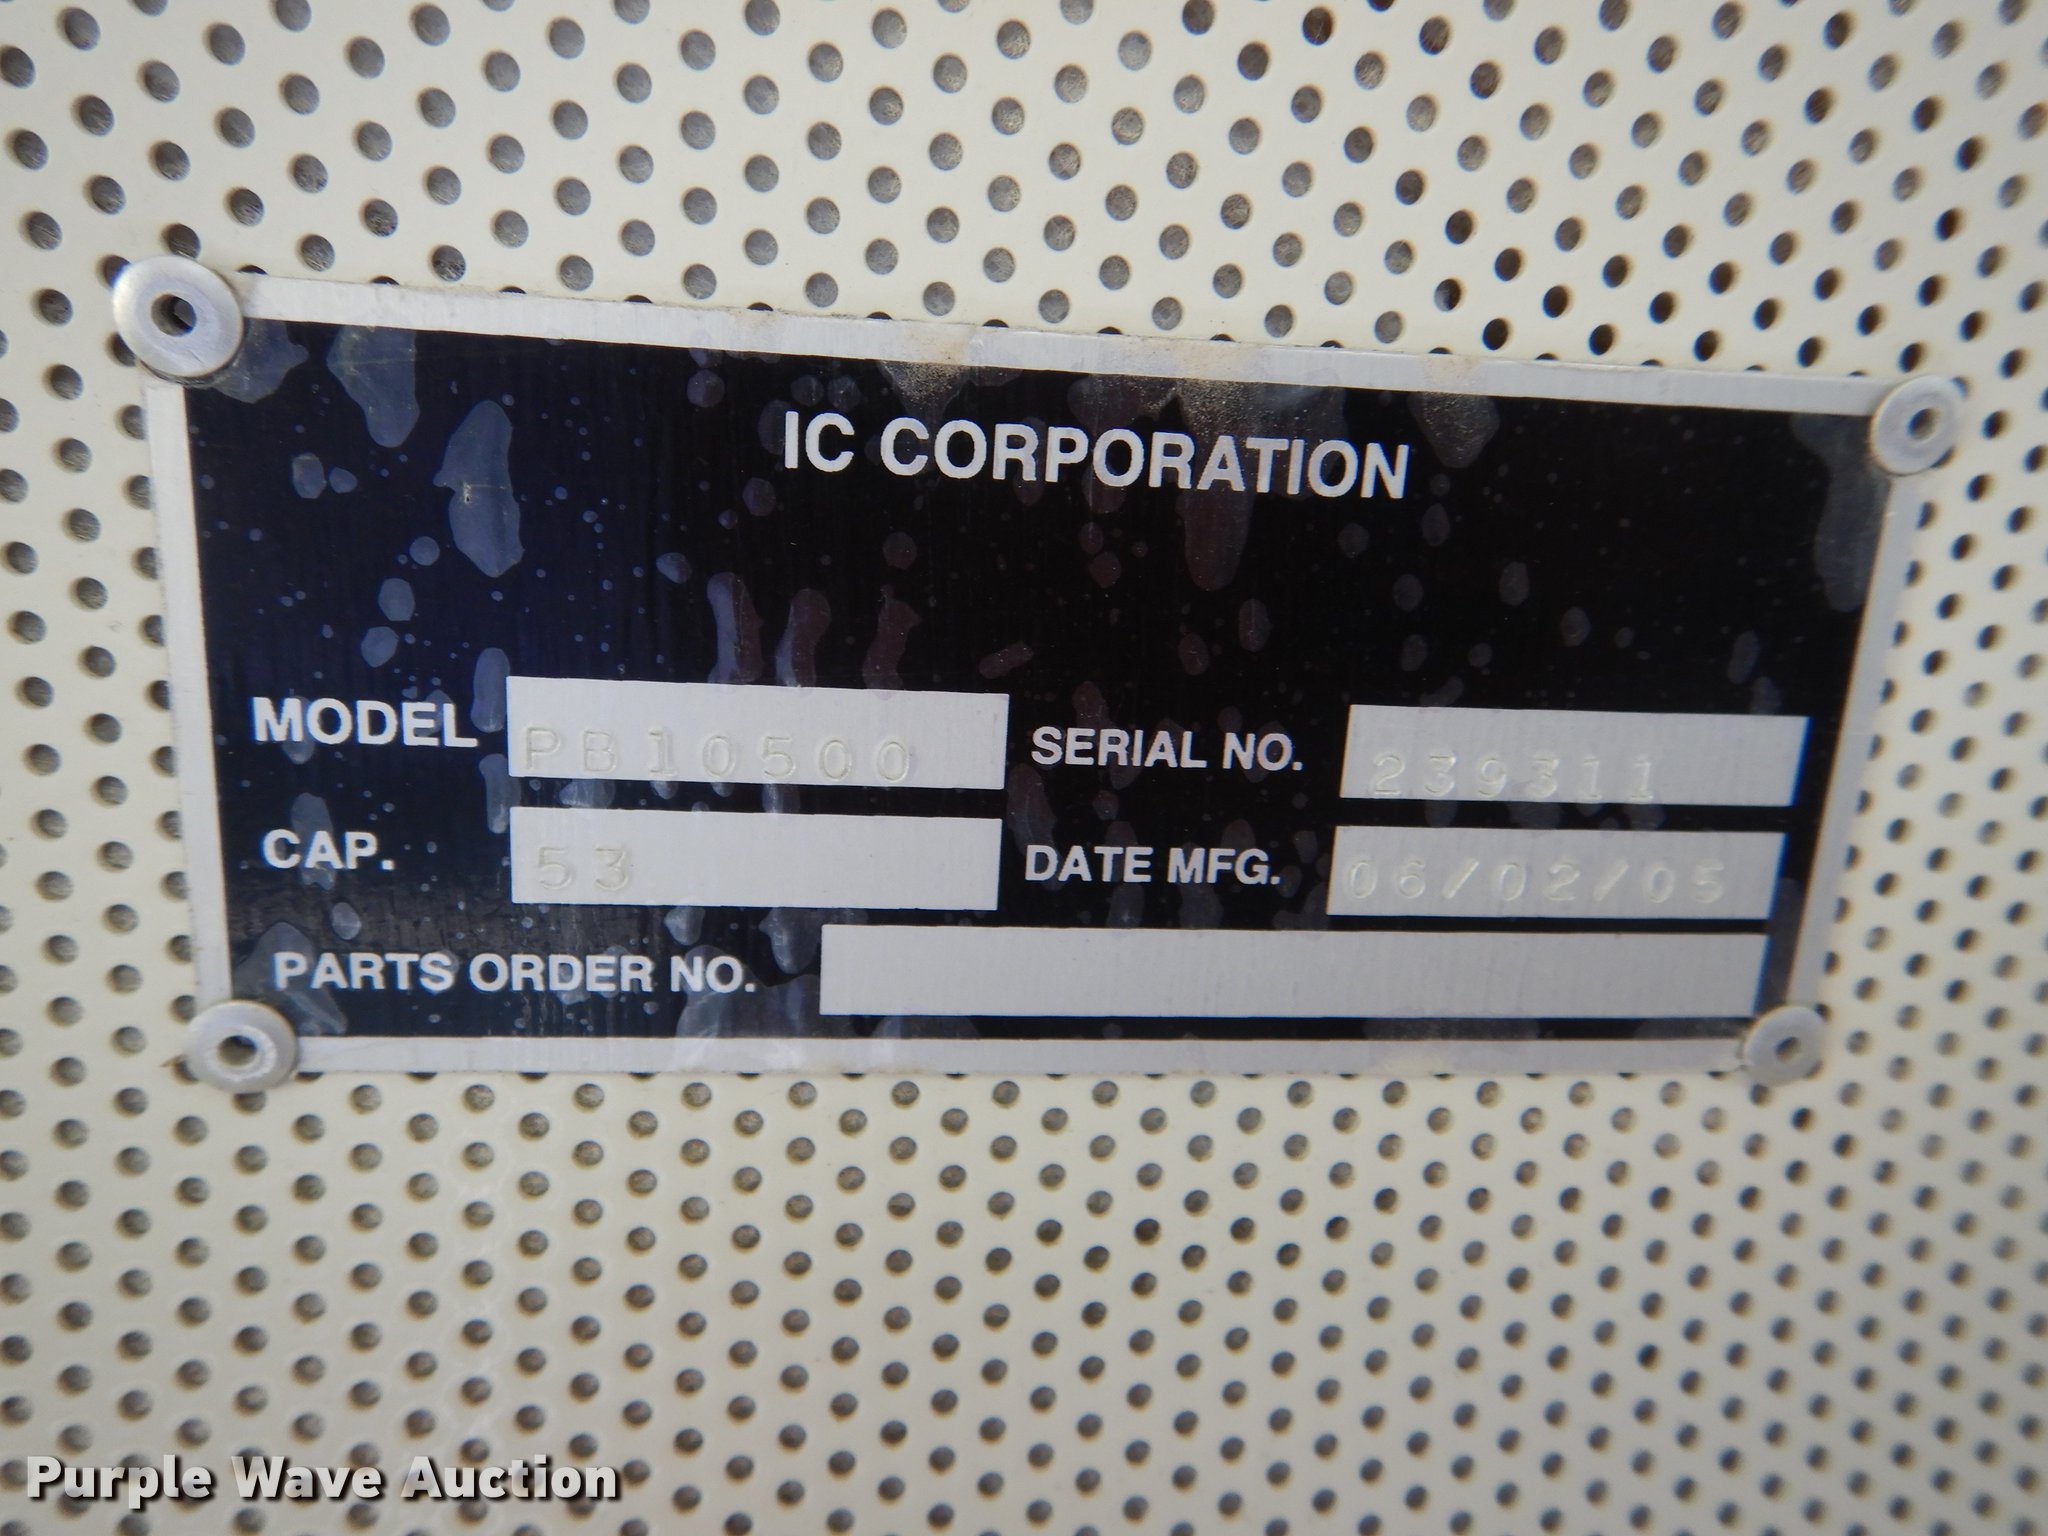 IC CORPORATION
MODEL PB10500 SERIAL NO. 239311
CAP. 53 DATE MFG. 06/02/05
PARTS ORDER NO.
Purple Wave Auction